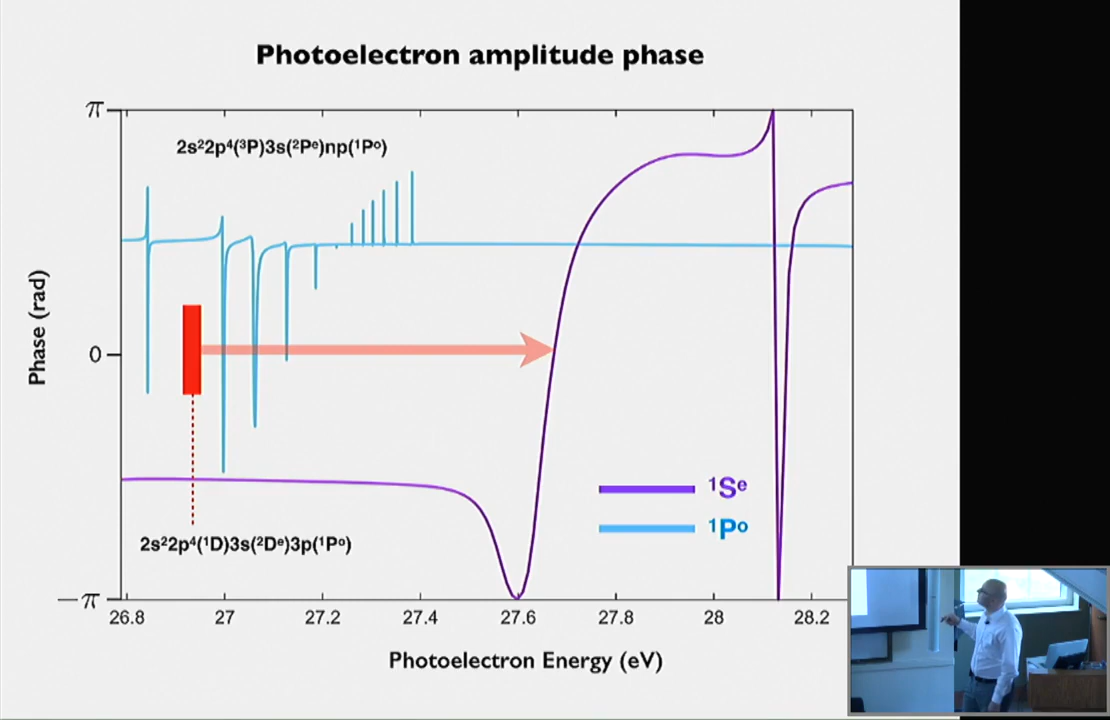 Photoelectron amplitude phase
π
2s²2p⁴(³P)3s(²Pᵉ)np(¹Pᵒ)
Phase (rad)
0
¹Sᵉ
¹Pᵒ
2s²2p⁴(¹D)3s(²Dᵉ)3p(¹Pᵒ)
—π
26.8 27 27.2 27.4 27.6 27.8 28 28.2
Photoelectron Energy (eV)